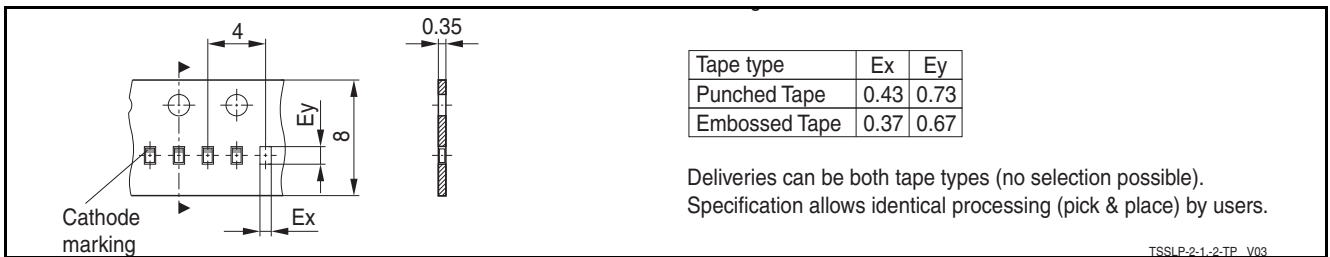 4
0.35
Ey
8
Ex
Cathode
marking
Tape type Ex Ey
Punched Tape 0.43 0.73
Embossed Tape 0.37 0.67
Deliveries can be both tape types (no selection possible).
Specification allows identical processing (pick & place) by users.
TSSLP-2-1,-2-TP V03